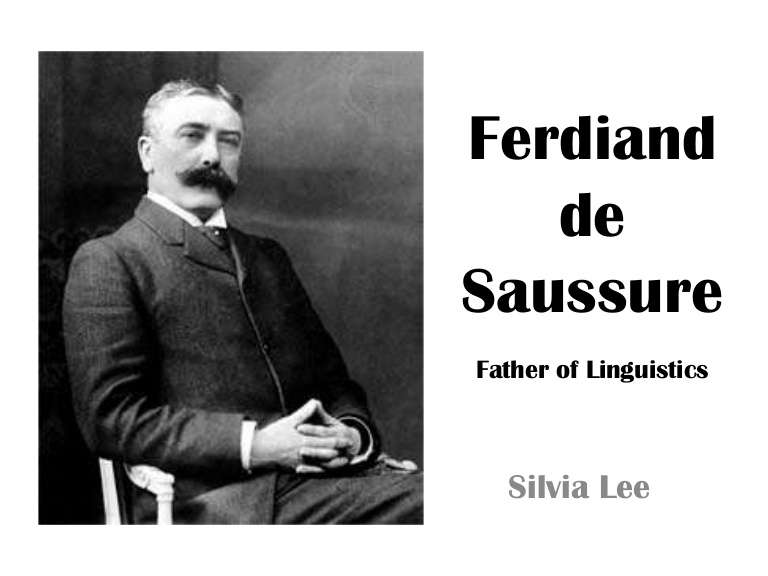 Ferdiand
de
Saussure
Father of Linguistics
Silvia Lee